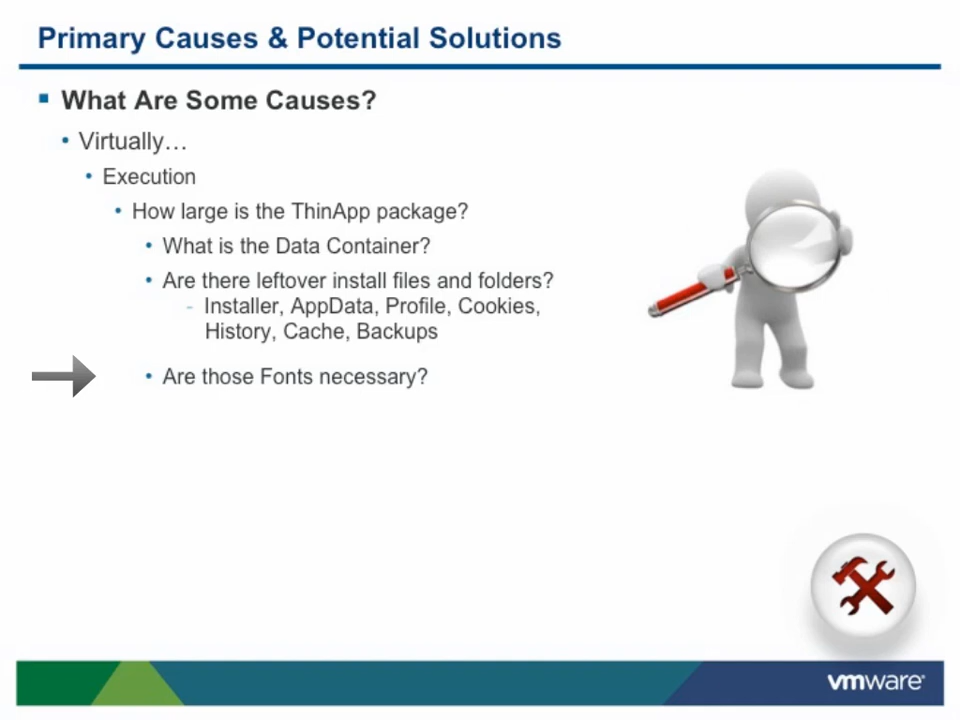 Primary Causes & Potential Solutions
What Are Some Causes?
Virtually…
Execution
How large is the ThinApp package?
What is the Data Container?
Are there leftover install files and folders?
- Installer, AppData, Profile, Cookies,
History, Cache, Backups
Are those Fonts necessary?
vmware®